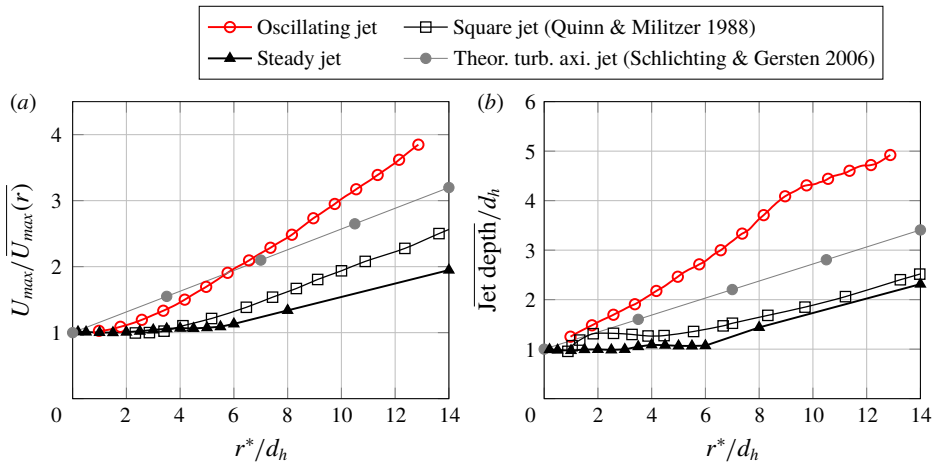 Oscillating jet
Square jet (Quinn & Militzer 1988)
Steady jet
Theor. turb. axi. jet (Schlichting & Gersten 2006)
(a)
4
3
2
1
0
2
4
6
8
10
12
14
U_max/U_max(r)
r*/d_h
(b)
6
5
4
3
2
1
0
2
4
6
8
10
12
14
Jet depth/d_h
r*/d_h